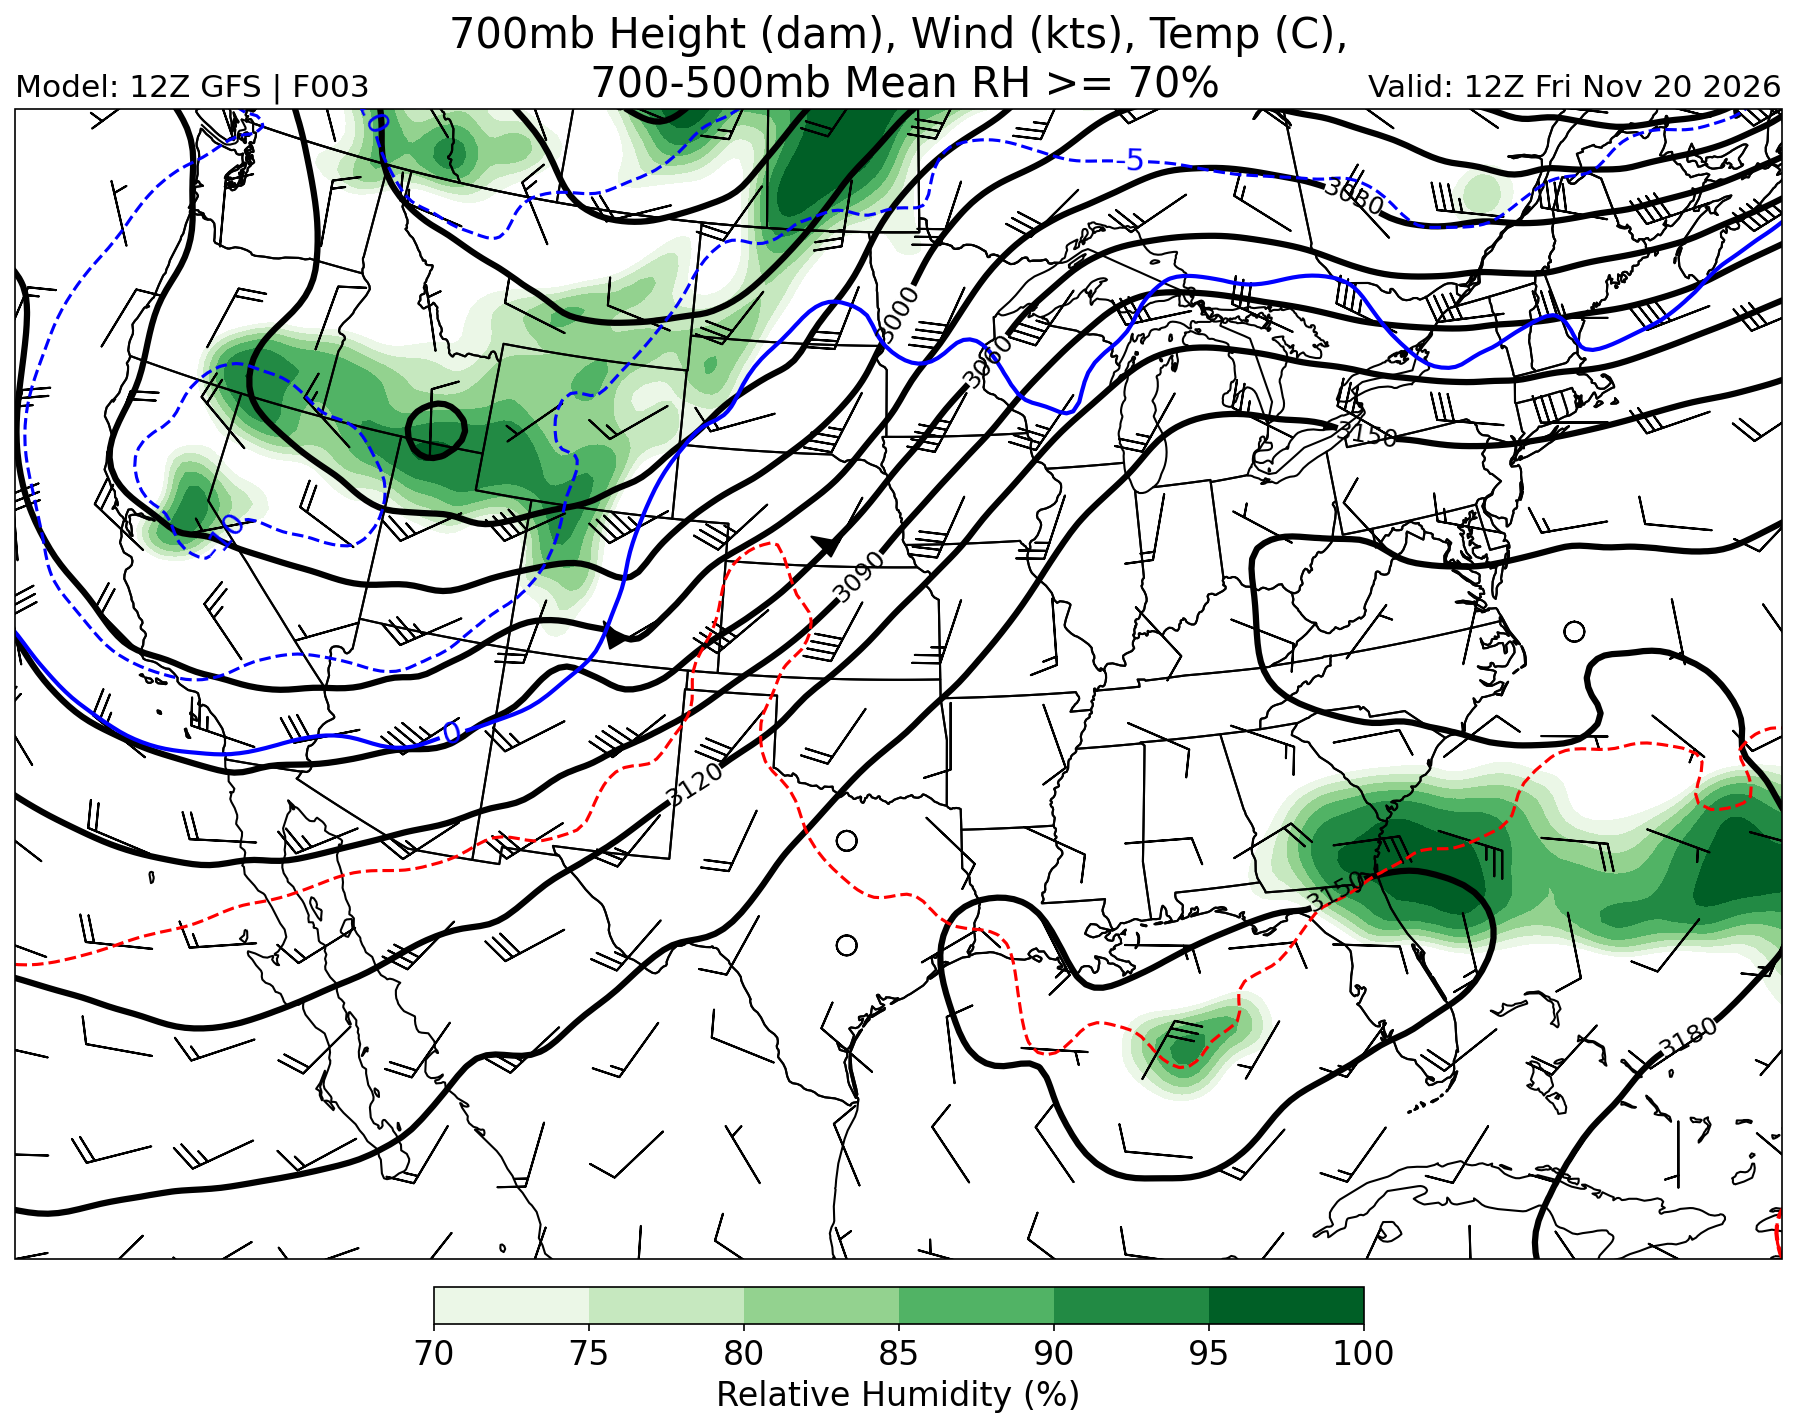 700mb Height (dam), Wind (kts), Temp (C),
700-500mb Mean RH >= 70%
Model: 12Z GFS | F003
Valid: 12Z Fri Nov 20 2026
0
-5
3030
3000
3060
3150
0
3090
0
3120
3150
3180
70 75 80 85 90 95 100
Relative Humidity (%)